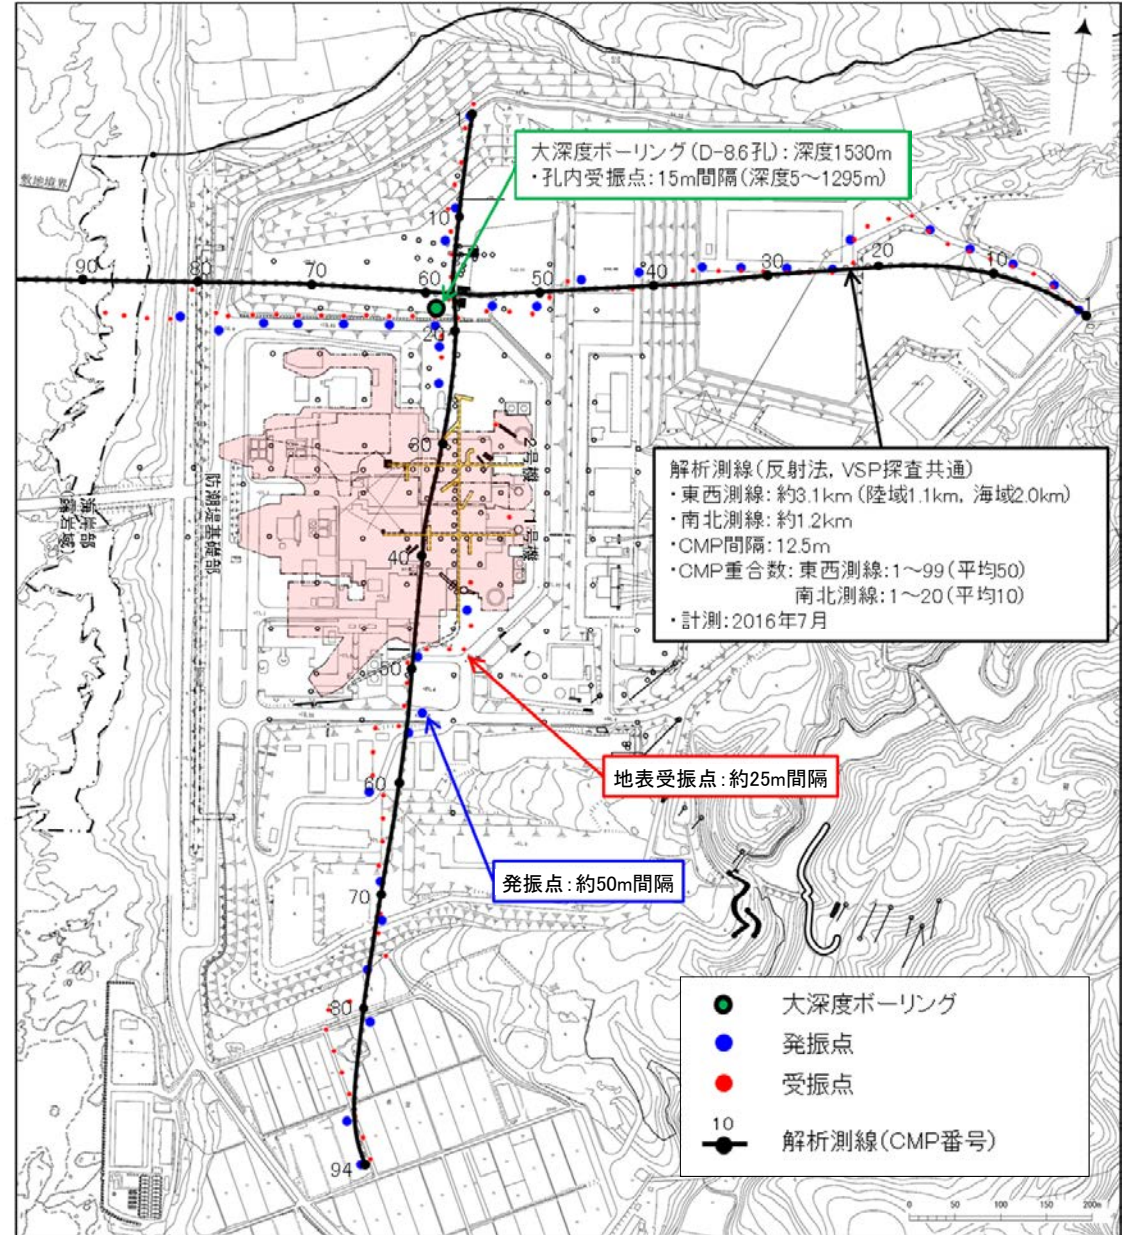 1
大深度ボーリング(D-8.6孔):深度1530m
・孔内受振点:15m間隔(深度5～1295m)
敷地境界
10
90
80
70
60
50
40
30
20
10
20
30
2号機
1号機
防潮堤基礎部
海岸部
露岩域
40
解析測線(反射法, VSP探査共通)
・東西測線:約3.1km(陸域1.1km, 海域2.0km)
・南北測線:約1.2km
・CMP間隔:12.5m
・CMP重合数:東西測線:1～99(平均50)
南北測線:1～20(平均10)
・計測:2016年7月
50
地表受振点:約25m間隔
60
発振点:約50m間隔
70
80
94
大深度ボーリング
発振点
受振点
10
解析測線(CMP番号)
0 50 100 150 200m